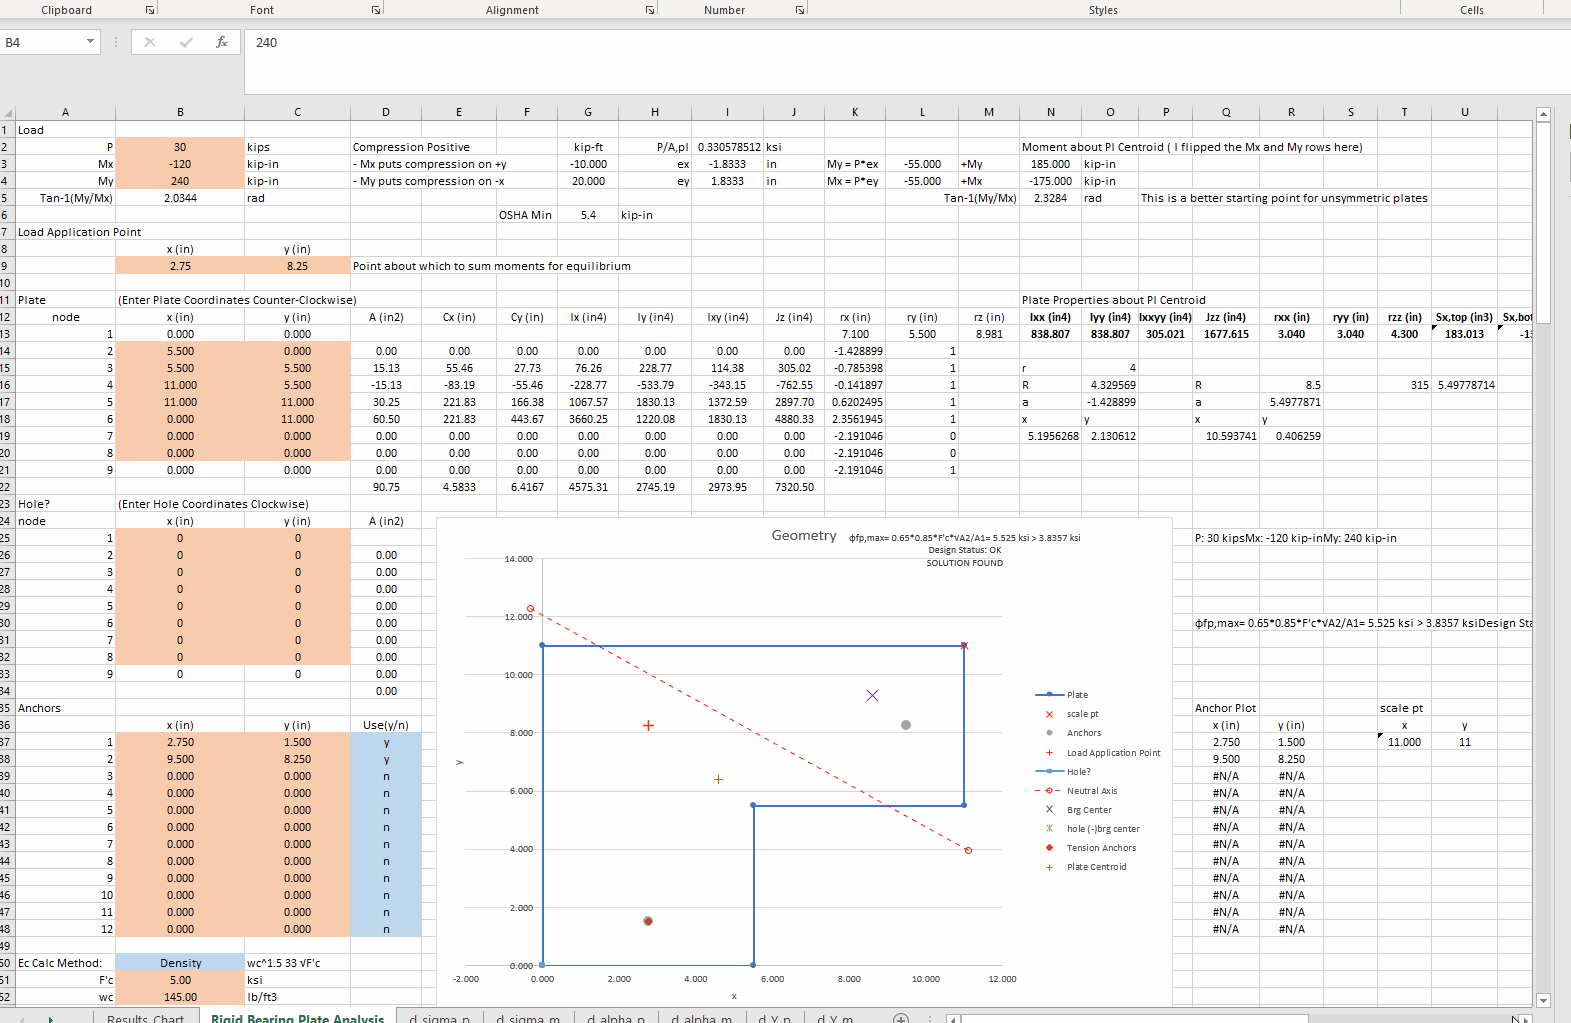 Clipboard Font Alignment Number Styles Cells
B4 fx 240
A B C D E F G H I J K L M N O P Q R S T U
1 Load
2 P 30 kips Compression Positive kip-ft P/A,pl 0.330578512 ksi Moment about Pl Centroid ( I flipped the Mx and My rows here)
3 Mx -120 kip-in - Mx puts compression on +y -10.000 ex -1.8333 in My = P*ex -55.000 +My 185.000 kip-in
4 My 240 kip-in - My puts compression on -x 20.000 ey 1.8333 in Mx = P*ey -55.000 +Mx -175.000 kip-in
5 Tan-1(My/Mx) 2.0344 rad Tan-1(My/Mx) 2.3284 rad This is a better starting point for unsymmetric plates
6 OSHA Min 5.4 kip-in
7 Load Application Point
8 x (in) y (in)
9 2.75 8.25 Point about which to sum moments for equilibrium
10
11 Plate (Enter Plate Coordinates Counter-Clockwise) Plate Properties about Pl Centroid
12 node x (in) y (in) A (in2) Cx (in) Cy (in) Ix (in4) Iy (in4) Ixy (in4) Jz (in4) rx (in) ry (in) rz (in) Ixx (in4) Iyy (in4) Ixxyy (in4) Jzz (in4) rxx (in) ryy (in) rzz (in) Sx,top (in3) Sx,bot
13 1 0.000 0.000 7.100 5.500 8.981 838.807 838.807 305.021 1677.615 3.040 3.040 4.300 183.013 -13
14 2 5.500 0.000 0.00 0.00 0.00 0.00 0.00 0.00 0.00 -1.428899 1
15 3 5.500 5.500 15.13 55.46 27.73 76.26 228.77 114.38 305.02 -0.785398 1 r 4
16 4 11.000 5.500 -15.13 -83.19 -55.46 -228.77 -533.79 -343.15 -762.55 -0.141897 1 R 4.329569 R 8.5 315 5.49778714
17 5 11.000 11.000 30.25 221.83 166.38 1067.57 1830.13 1372.59 2897.70 0.6202495 1 a -1.428899 a 5.4977871
18 6 0.000 11.000 60.50 221.83 443.67 3660.25 1220.08 1830.13 4880.33 2.3561945 1 x y x y
19 7 0.000 0.000 0.00 0.00 0.00 0.00 0.00 0.00 0.00 -2.191046 0 5.1956268 2.130612 10.593741 0.406259
20 8 0.000 0.000 0.00 0.00 0.00 0.00 0.00 0.00 0.00 -2.191046 0
21 9 0.000 0.000 0.00 0.00 0.00 0.00 0.00 0.00 0.00 -2.191046 1
22 90.75 4.5833 6.4167 4575.31 2745.19 2973.95 7320.50
23 Hole? (Enter Hole Coordinates Clockwise)
24 node x (in) y (in) A (in2)
25 1 0 0 P: 30 kipsMx: -120 kip-inMy: 240 kip-in
26 2 0 0 0.00
27 3 0 0 0.00
28 4 0 0 0.00
29 5 0 0 0.00
30 6 0 0 0.00 ϕfp,max= 0.65*0.85*F'c*√A2/A1= 5.525 ksi > 3.8357 ksiDesign Sta
31 7 0 0 0.00
32 8 0 0 0.00
33 9 0 0 0.00
34 0.00
35 Anchors Anchor Plot scale pt
36 x (in) y (in) Use(y/n) x (in) y (in) x y
37 1 2.750 1.500 y 2.750 1.500 11.000 11
38 2 9.500 8.250 y 9.500 8.250
39 3 0.000 0.000 n #N/A #N/A
40 4 0.000 0.000 n #N/A #N/A
41 5 0.000 0.000 n #N/A #N/A
42 6 0.000 0.000 n #N/A #N/A
43 7 0.000 0.000 n #N/A #N/A
44 8 0.000 0.000 n #N/A #N/A
45 9 0.000 0.000 n #N/A #N/A
46 10 0.000 0.000 n #N/A #N/A
47 11 0.000 0.000 n #N/A #N/A
48 12 0.000 0.000 n #N/A #N/A
49
50 Ec Calc Method: Density wc^1.5 33 √F'c
51 F'c 5.00 ksi
52 wc 145.00 lb/ft3
Geometry ϕfp,max= 0.65*0.85*F'c*√A2/A1= 5.525 ksi > 3.8357 ksi
Design Status: OK
SOLUTION FOUND
14.000
12.000
10.000
8.000
y
6.000
4.000
2.000
0.000
-2.000 0.000 2.000 4.000 6.000 8.000 10.000 12.000
x
Plate
scale pt
Anchors
Load Application Point
Hole?
Neutral Axis
Brg Center
hole (-)brg center
Tension Anchors
Plate Centroid
Results_Chart Rigid Bearing Plate Analysis d_sigma_p d_sigma_m d_alpha_p d_alpha_m d_Y_p d_Y_m